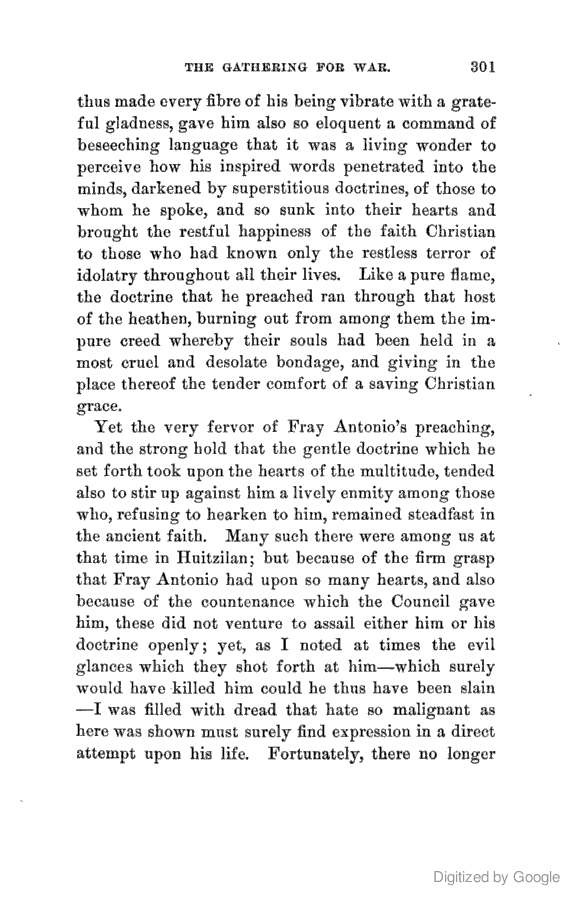 THE GATHERING FOR WAR. 301
thus made every fibre of his being vibrate with a grate-
ful gladness, gave him also so eloquent a command of
beseeching language that it was a living wonder to
perceive how his inspired words penetrated into the
minds, darkened by superstitious doctrines, of those to
whom he spoke, and so sunk into their hearts and
brought the restful happiness of the faith Christian
to those who had known only the restless terror of
idolatry throughout all their lives. Like a pure flame,
the doctrine that he preached ran through that host
of the heathen, burning out from among them the im-
pure creed whereby their souls had been held in a
most cruel and desolate bondage, and giving in the
place thereof the tender comfort of a saving Christian
grace.
Yet the very fervor of Fray Antonio's preaching,
and the strong hold that the gentle doctrine which he
set forth took upon the hearts of the multitude, tended
also to stir up against him a lively enmity among those
who, refusing to hearken to him, remained steadfast in
the ancient faith. Many such there were among us at
that time in Huitzilan; but because of the firm grasp
that Fray Antonio had upon so many hearts, and also
because of the countenance which the Council gave
him, these did not venture to assail either him or his
doctrine openly; yet, as I noted at times the evil
glances which they shot forth at him—which surely
would have killed him could he thus have been slain
—I was filled with dread that hate so malignant as
here was shown must surely find expression in a direct
attempt upon his life. Fortunately, there no longer
Digitized by Google